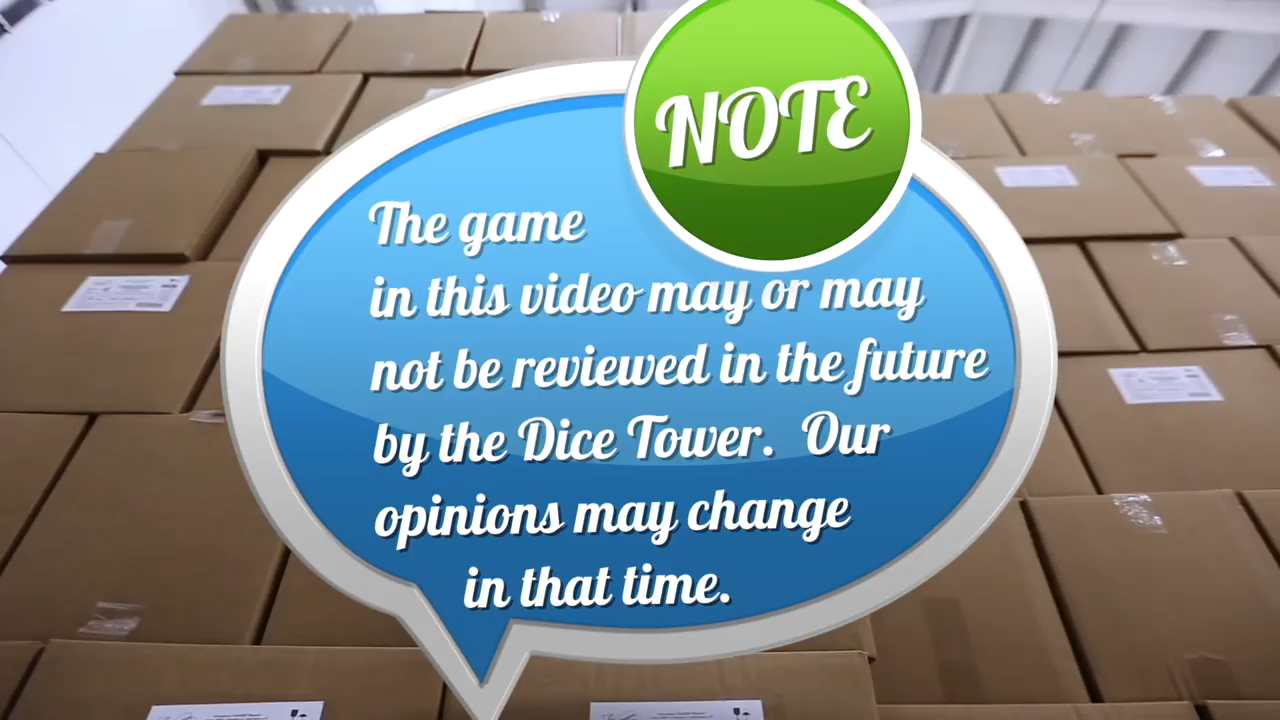 NOTE
The game
in this video may or may
not be reviewed in the future
by the Dice Tower. Our
opinions may change
in that time.